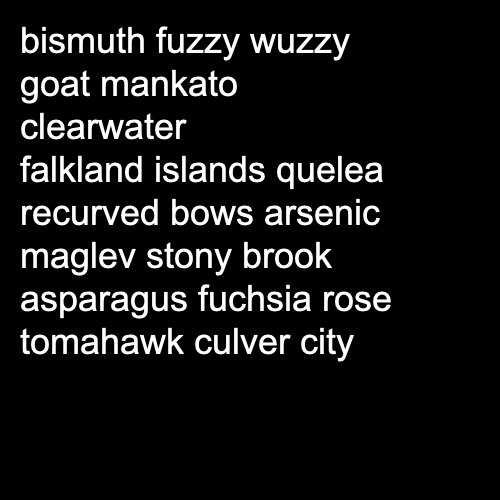 bismuth fuzzy wuzzy
goat mankato
clearwater
falkland islands quelea
recurved bows arsenic
maglev stony brook
asparagus fuchsia rose
tomahawk culver city